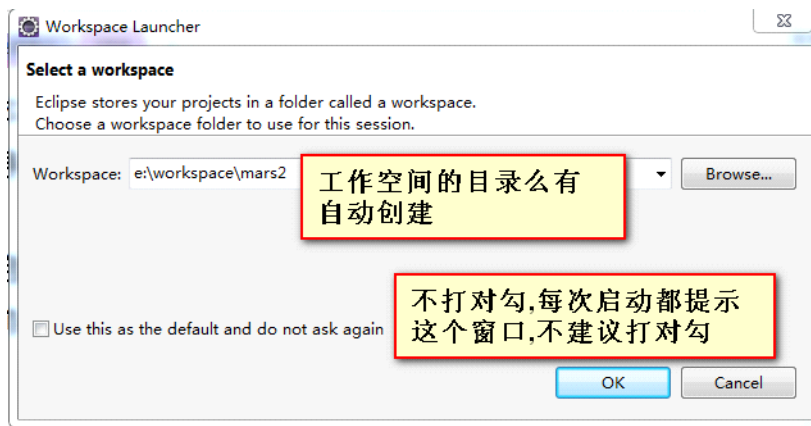 Workspace Launcher
Select a workspace
Eclipse stores your projects in a folder called a workspace.
Choose a workspace folder to use for this session.
Workspace: e:\workspace\mars2 Browse...
工作空间的目录么有
自动创建
不打对勾,每次启动都提示
这个窗口,不建议打对勾
Use this as the default and do not ask again
OK Cancel